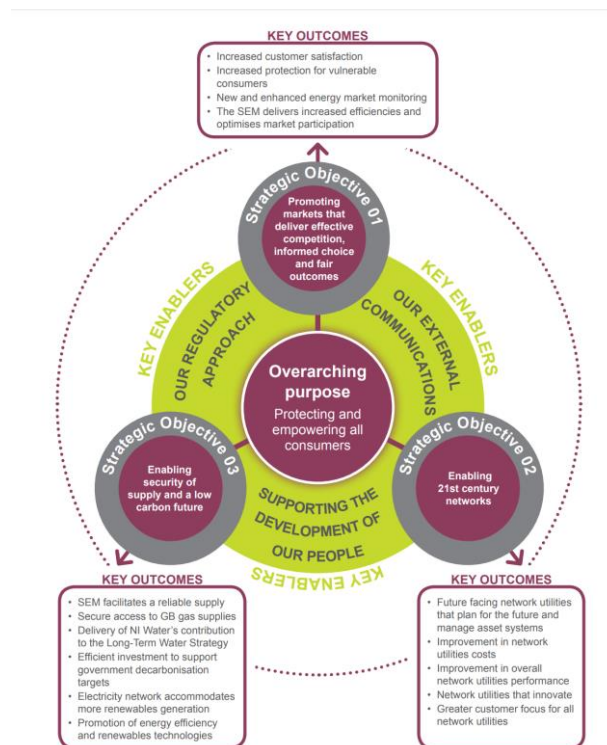 KEY OUTCOMES
• Increased customer satisfaction
• Increased protection for vulnerable
consumers
• New and enhanced energy market monitoring
• The SEM delivers increased efficiencies and
optimises market participation
Strategic Objective 01
Promoting
markets that
deliver effective
competition,
informed choice
and fair
outcomes
KEY ENABLERS
OUR REGULATORY
APPROACH
KEY ENABLERS
OUR EXTERNAL
COMMUNICATIONS
Overarching
purpose
Protecting and
empowering all
consumers
Strategic Objective 03
Enabling
security of
supply and a low
carbon future
Strategic Objective 02
Enabling
21st century
networks
SUPPORTING THE
DEVELOPMENT OF
OUR PEOPLE
KEY ENABLERS
KEY OUTCOMES
• SEM facilitates a reliable supply
• Secure access to GB gas supplies
• Delivery of NI Water's contribution
to the Long-Term Water Strategy
• Efficient investment to support
government decarbonisation
targets
• Electricity network accommodates
more renewables generation
• Promotion of energy efficiency
and renewables technologies
KEY OUTCOMES
• Future facing network utilities
that plan for the future and
manage asset systems
• Improvement in network
utilities costs
• Improvement in overall
network utilities performance
• Network utilities that innovate
• Greater customer focus for all
network utilities